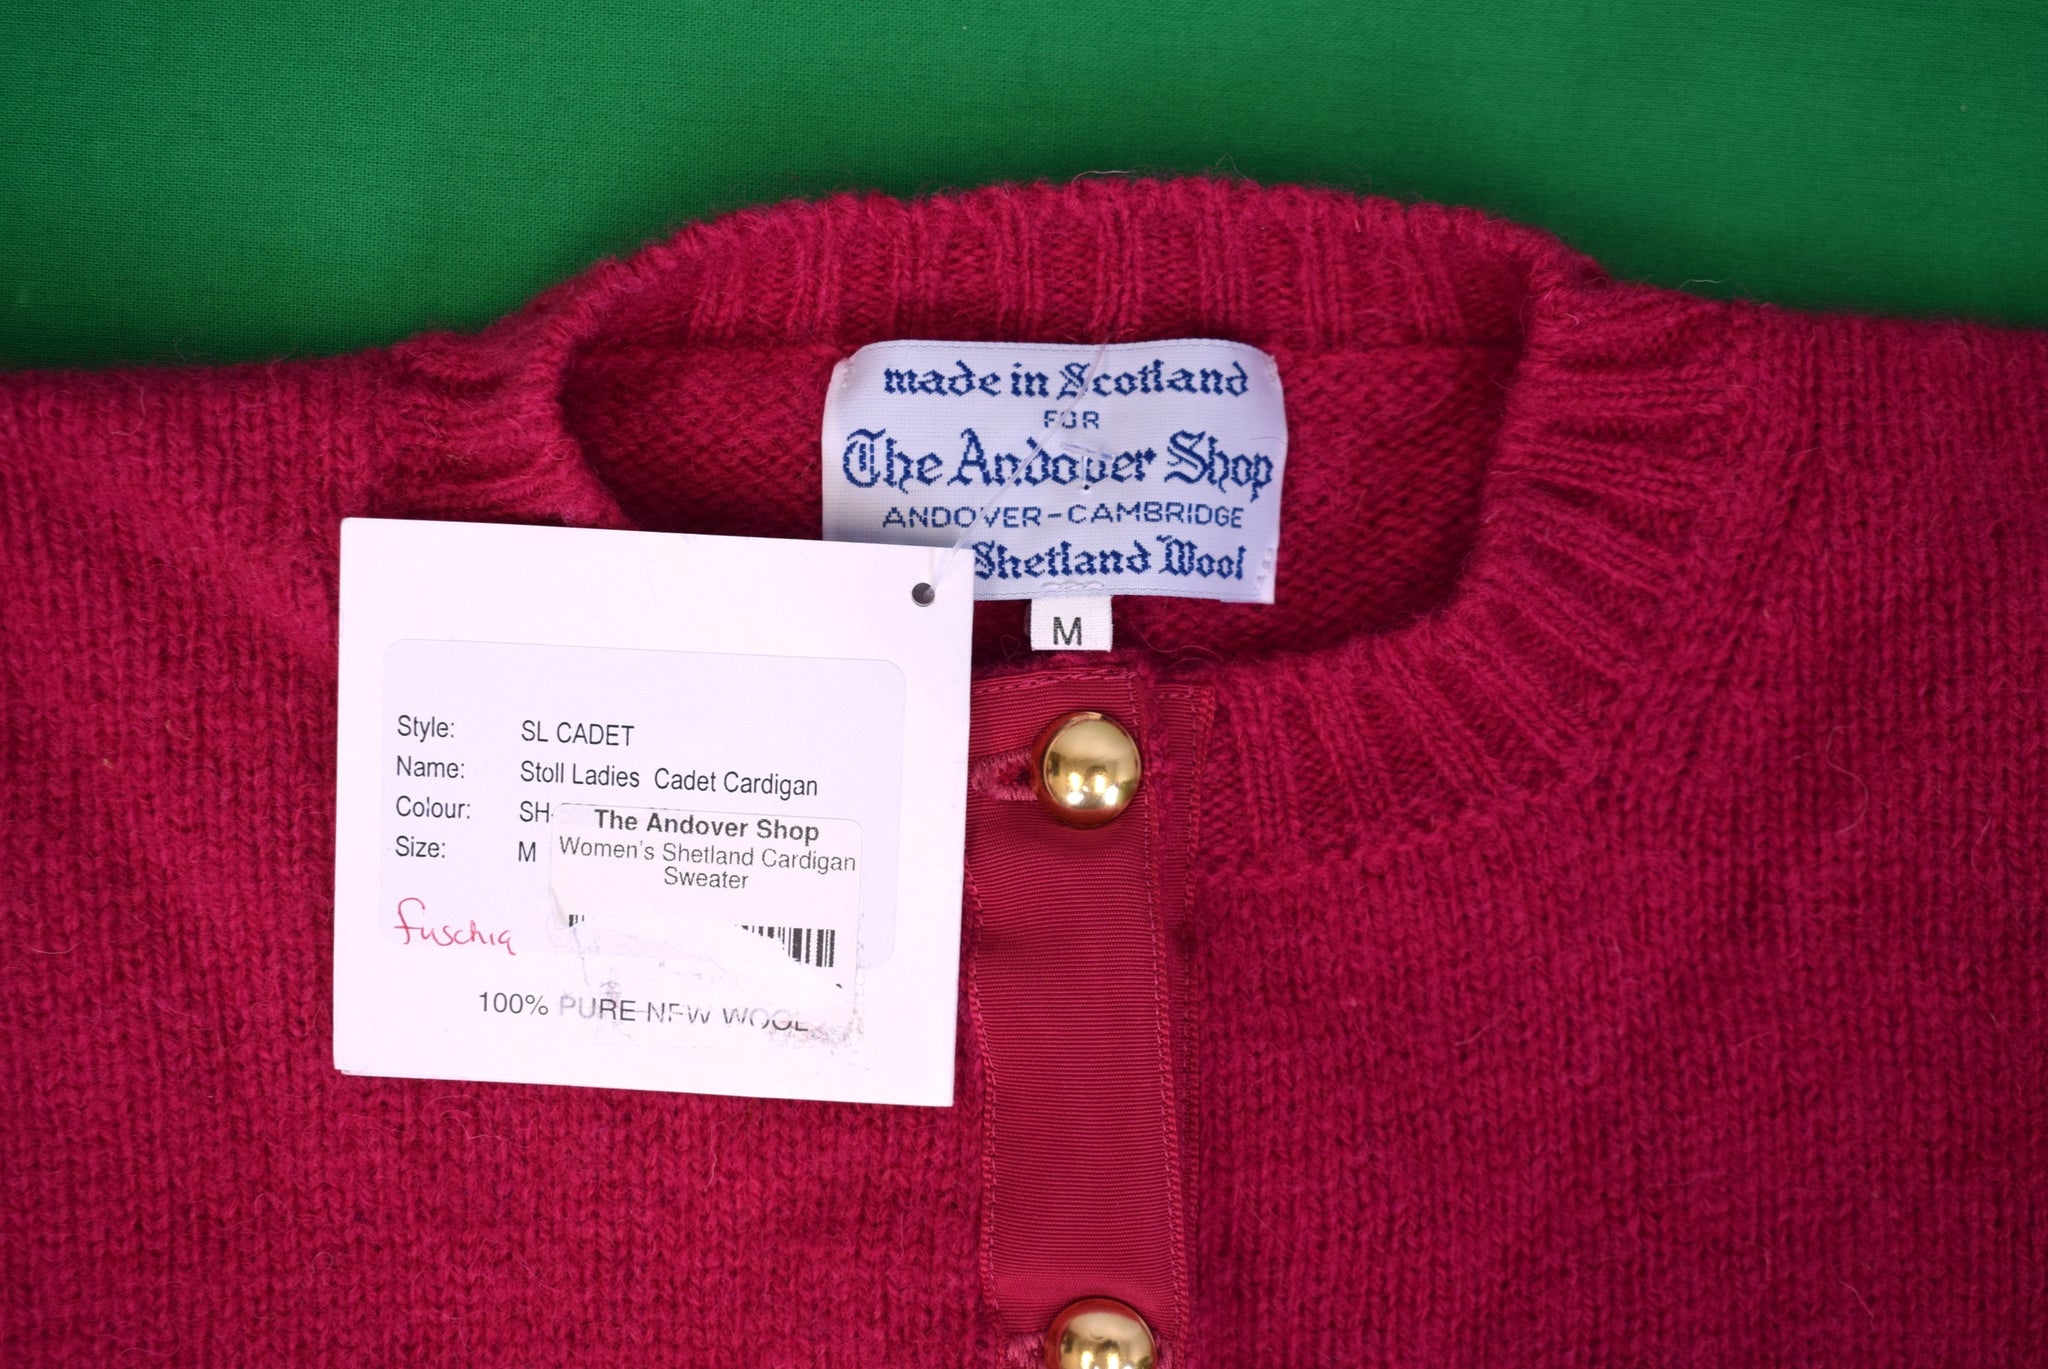 made in Scotland
FOR
The Andover Shop
ANDOVER-CAMBRIDGE
Shetland Wool
M
Style: SL CADET
Name: Stoll Ladies Cadet Cardigan
Colour: SH-
Size: M
The Andover Shop
Women's Shetland Cardigan
Sweater
fuschia
100% PURE NEW WOOL